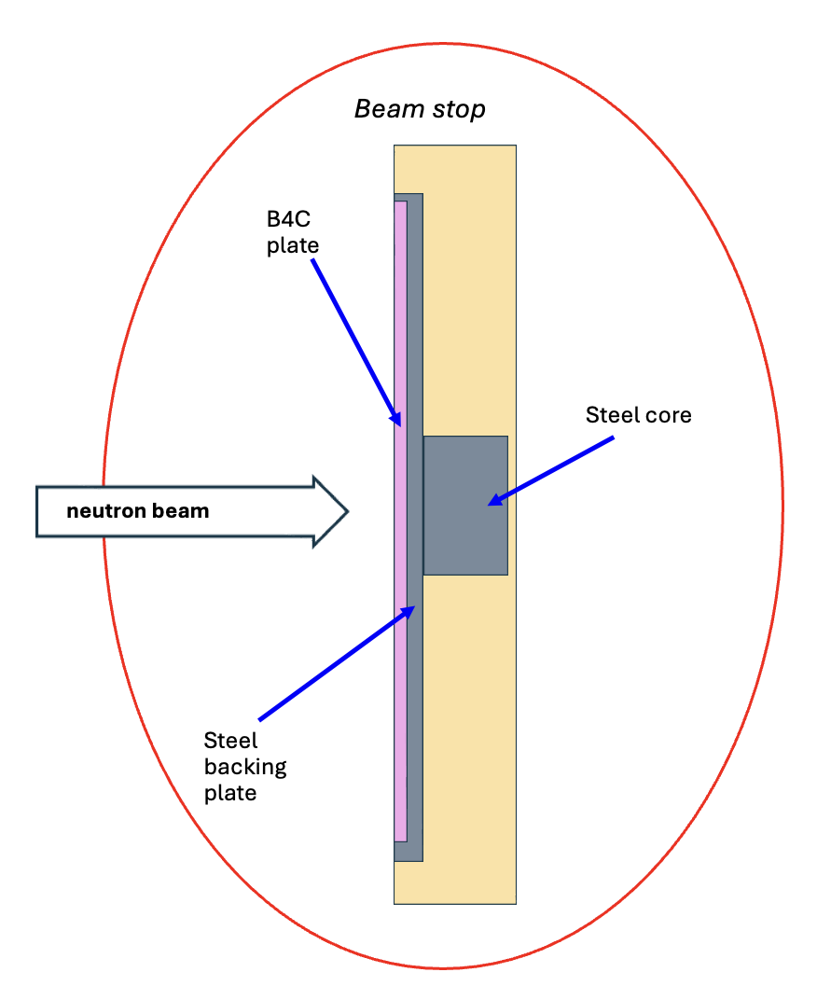 Beam stop
B4C
plate
Steel core
neutron beam
Steel
backing
plate